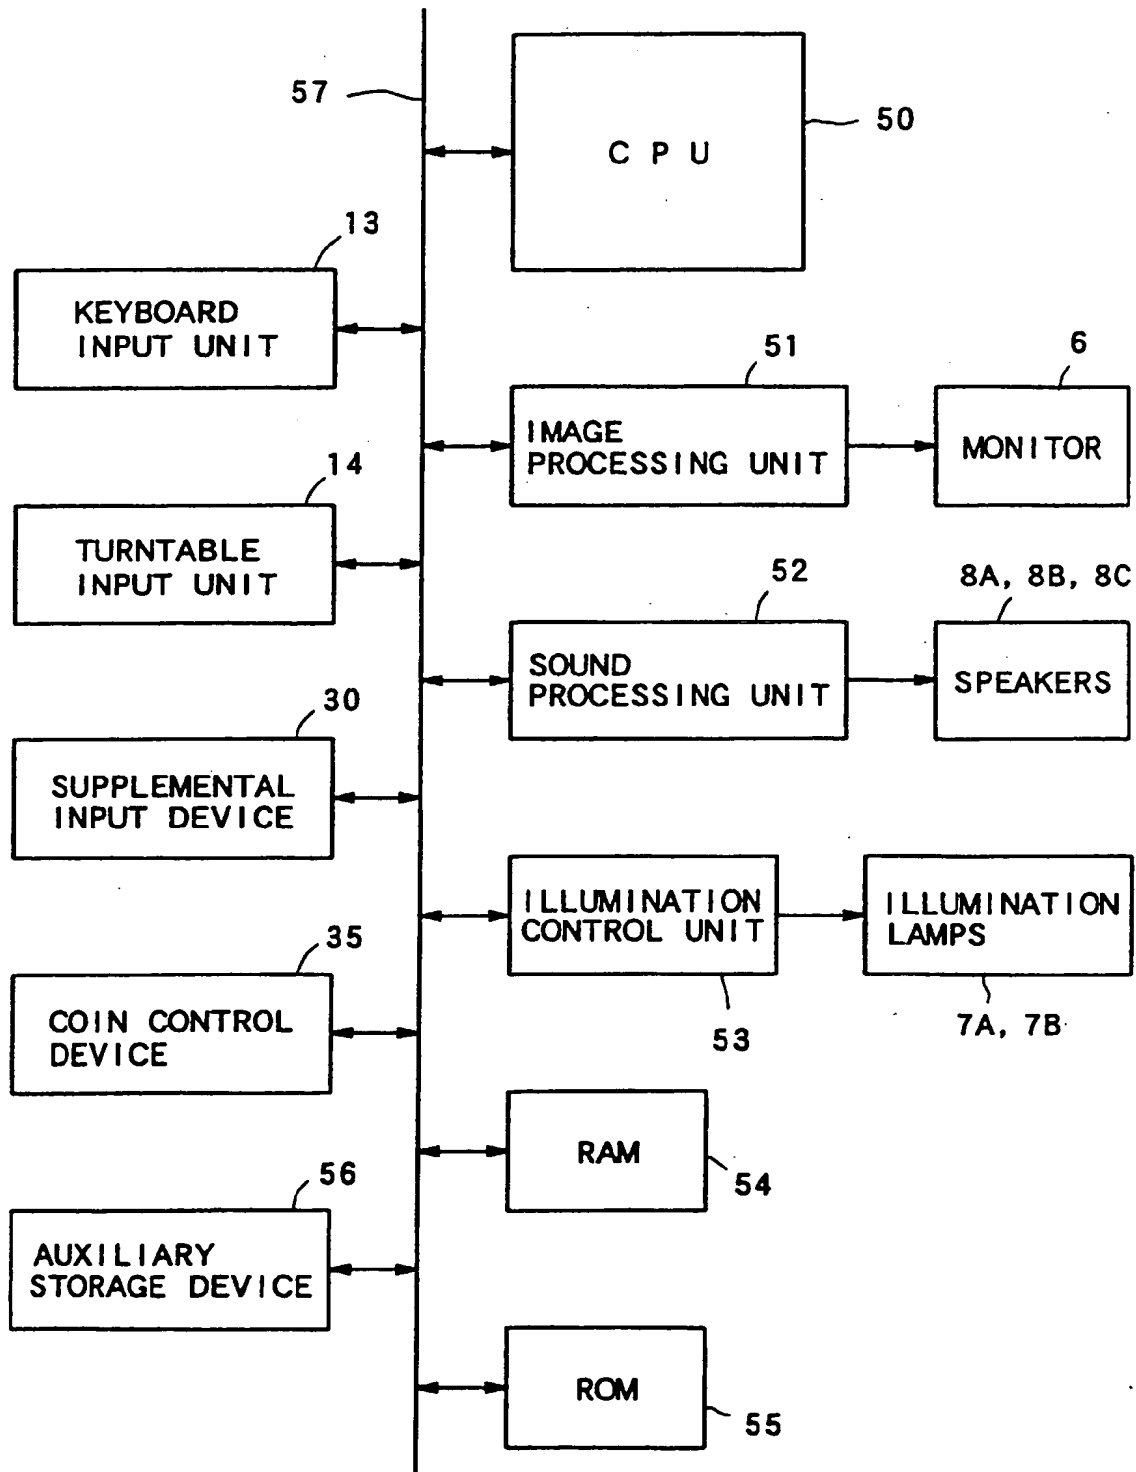 57
CPU
50
13
KEYBOARD
INPUT UNIT
51
6
IMAGE
PROCESSING UNIT
MONITOR
14
TURNTABLE
INPUT UNIT
52
8A, 8B, 8C
SOUND
PROCESSING UNIT
SPEAKERS
30
SUPPLEMENTAL
INPUT DEVICE
ILLUMINATION
CONTROL UNIT
ILLUMINATION
LAMPS
53
7A, 7B
35
COIN CONTROL
DEVICE
RAM
54
56
AUXILIARY
STORAGE DEVICE
ROM
55